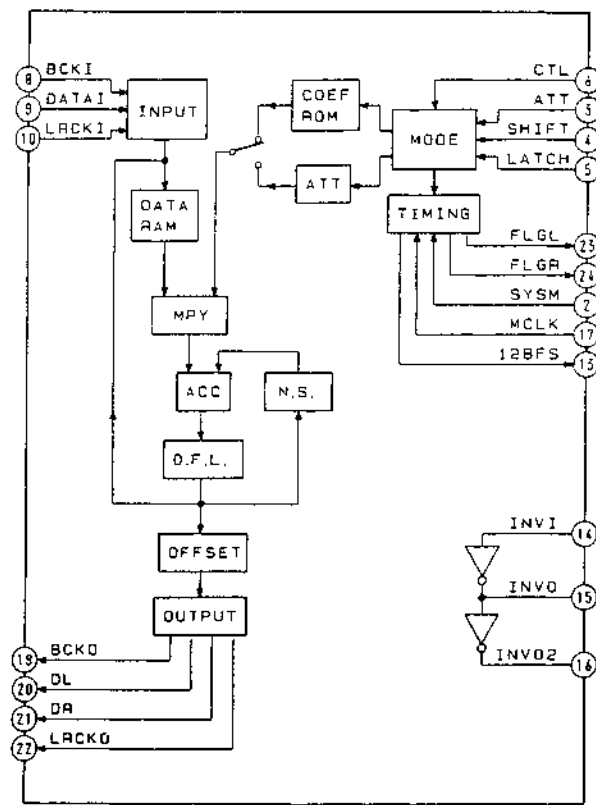 8 BCKI
9 DATAI
10 LRCKI
INPUT
COEF
ROM
MODE
ATT
CTL 6
ATT 3
SHIFT 4
LATCH 5
DATA
RAM
TIMING
FLGL 23
FLGR 24
SYSM 2
MCLK 17
128FS 13
MPY
ACC
N.S.
O.F.L.
OFFSET
OUTPUT
INVI 14
INVO 15
INVO2 16
18 BCKO
20 DL
21 DR
22 LRCKO